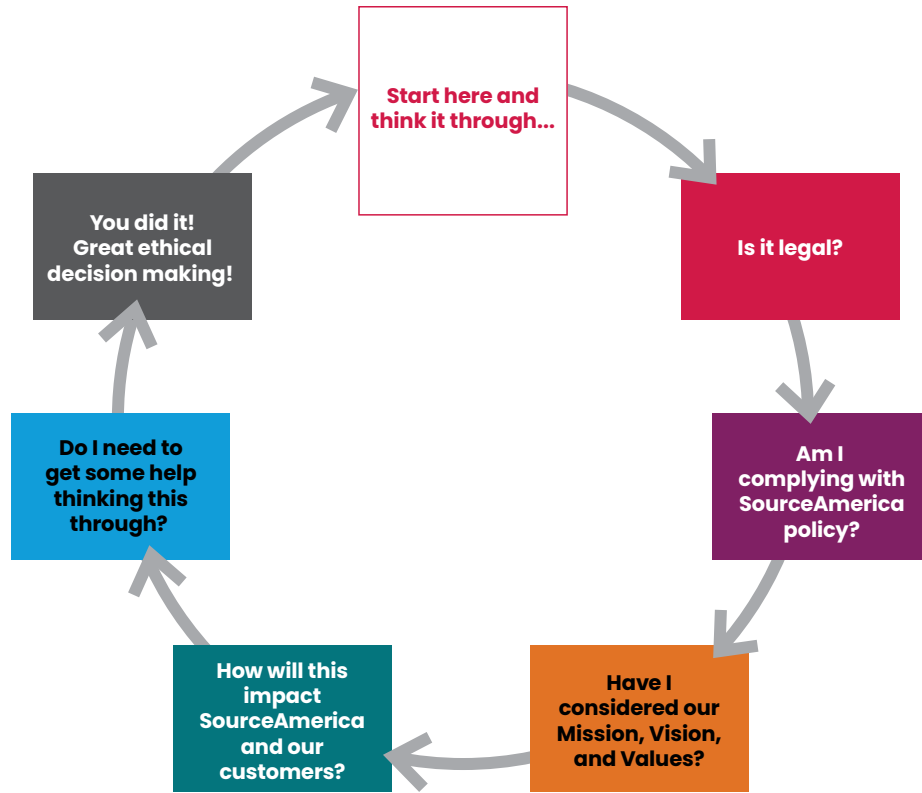 Start here and
think it through...
Is it legal?
Am I
complying with
SourceAmerica
policy?
Have I
considered our
Mission, Vision,
and Values?
How will this
impact
SourceAmerica
and our
customers?
Do I need to
get some help
thinking this
through?
You did it!
Great ethical
decision making!